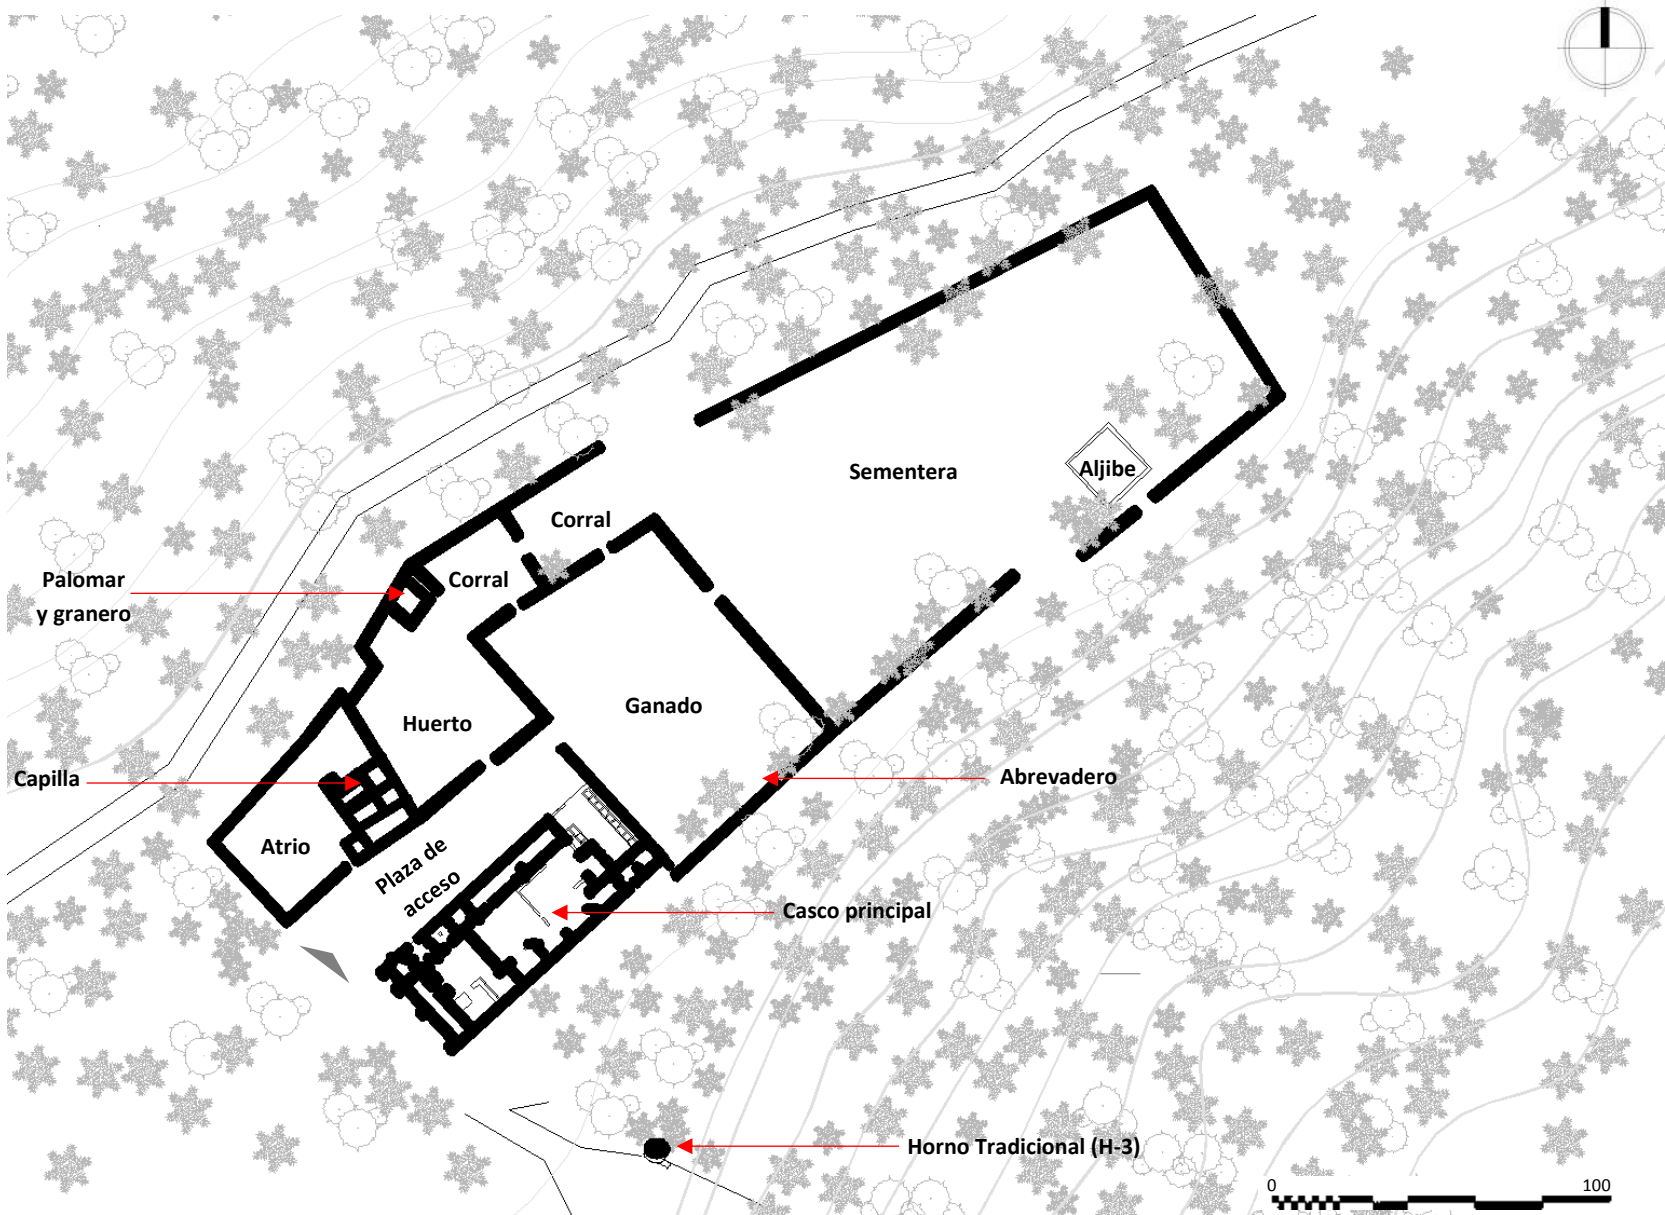 Sementera
Aljibe
Corral
Corral
Palomar
y granero
Huerto
Ganado
Capilla
Abrevadero
Atrio
Plaza de
acceso
Casco principal
Horno Tradicional (H-3)
0 100